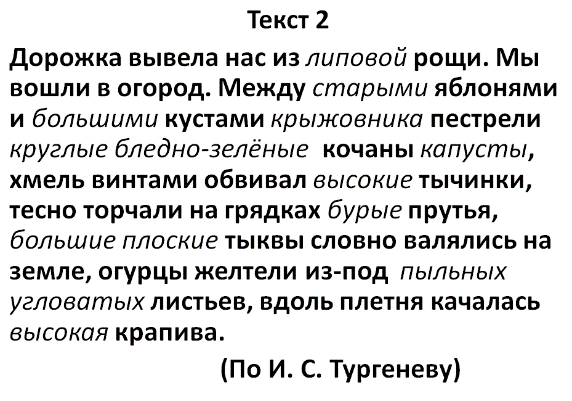 Текст 2
Дорожка вывела нас из липовой рощи. Мы
вошли в огород. Между старыми яблонями
и большими кустами крыжовника пестрели
круглые бледно-зелёные кочаны капусты,
хмель винтами обвивал высокие тычинки,
тесно торчали на грядках бурые прутья,
большие плоские тыквы словно валялись на
земле, огурцы желтели из-под пыльных
угловатых листьев, вдоль плетня качалась
высокая крапива.
(По И. С. Тургеневу)